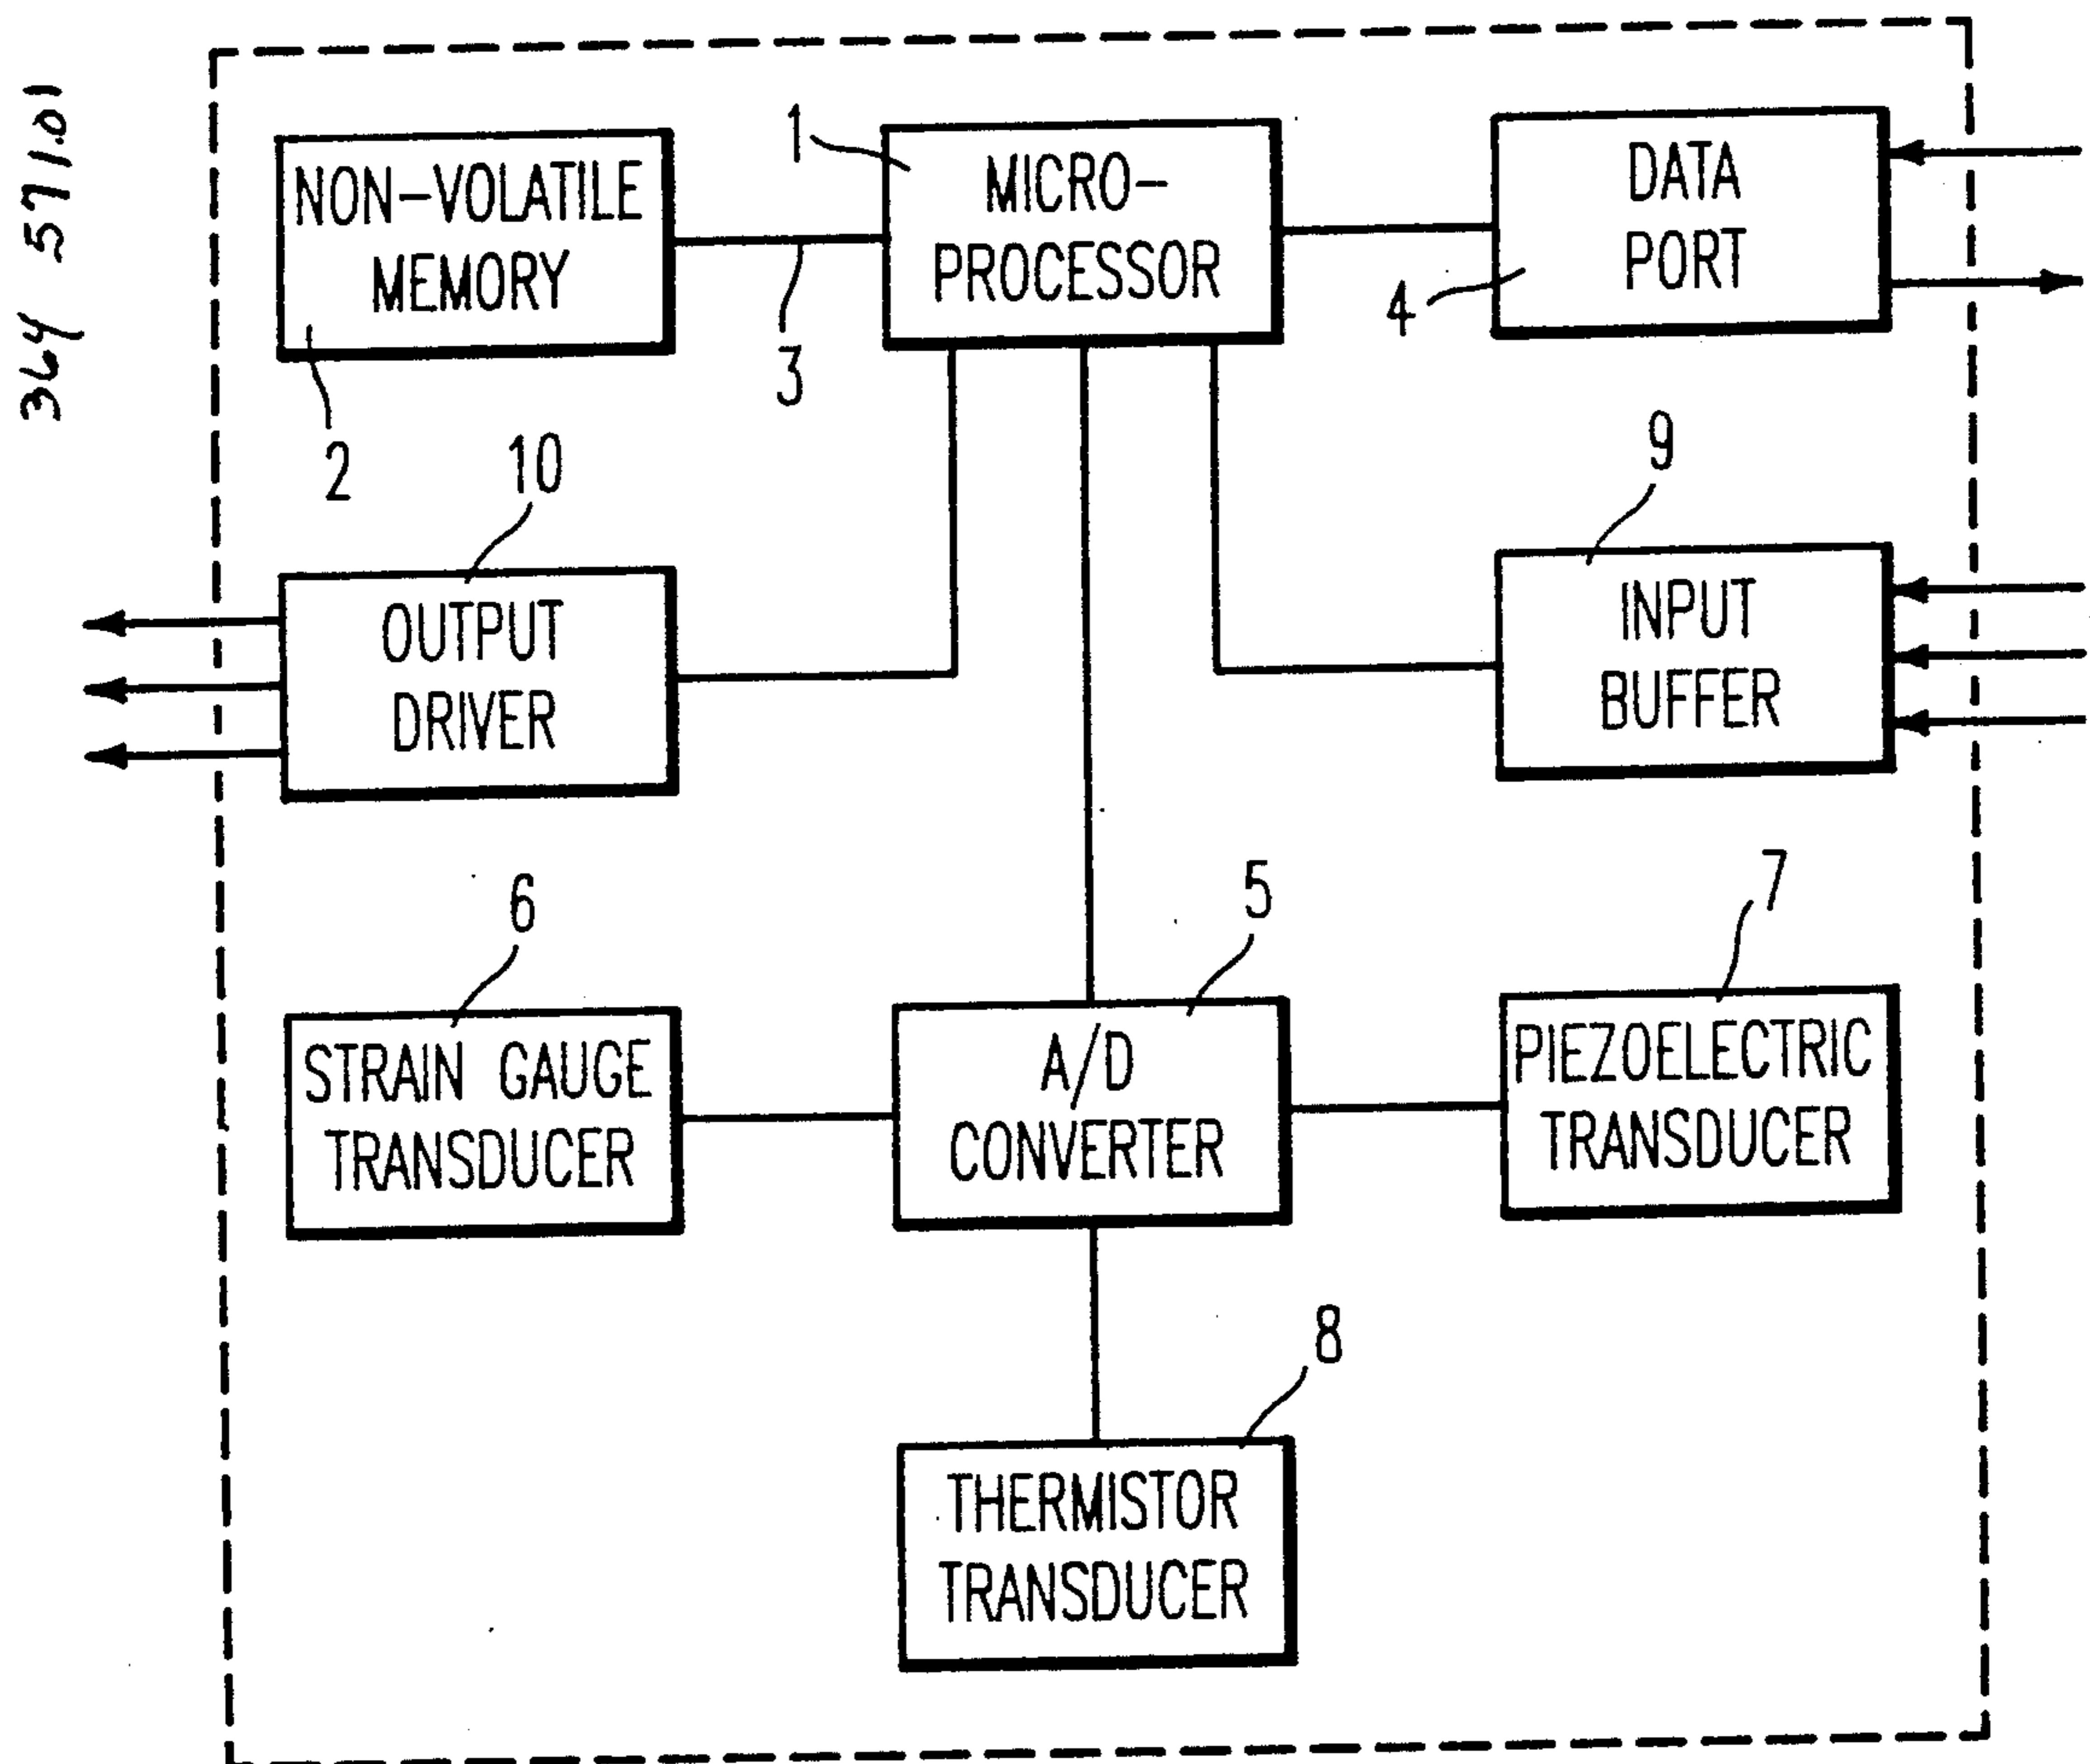 364 571.01
1
NON-VOLATILE
MEMORY
MICRO-
PROCESSOR
DATA
PORT
2
3
4
10
9
OUTPUT
DRIVER
INPUT
BUFFER
6
5
7
STRAIN GAUGE
TRANSDUCER
A/D
CONVERTER
PIEZOELECTRIC
TRANSDUCER
8
THERMISTOR
TRANSDUCER